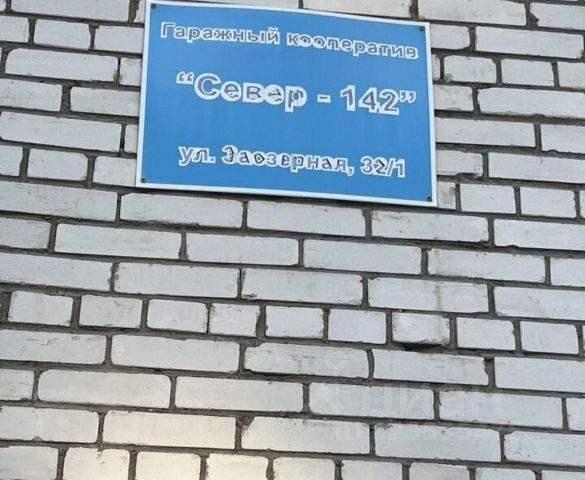 Гаражный кооператив
“Север - 142”
ул. Заозерная, 32/1